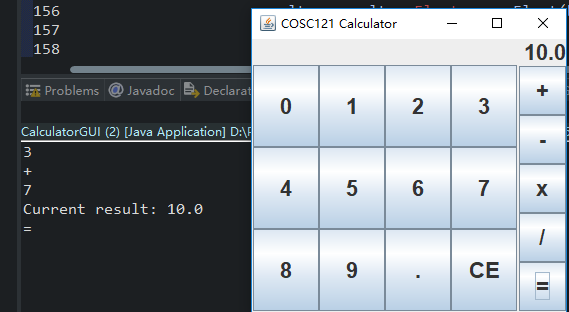 156
157
158
Problems @ Javadoc Declarat
CalculatorGUI (2) [Java Application] D:\
3
+
7
Current result: 10.0
=
COSC121 Calculator
10.0
0 1 2 3 +
-
4 5 6 7 x
/
8 9 . CE =